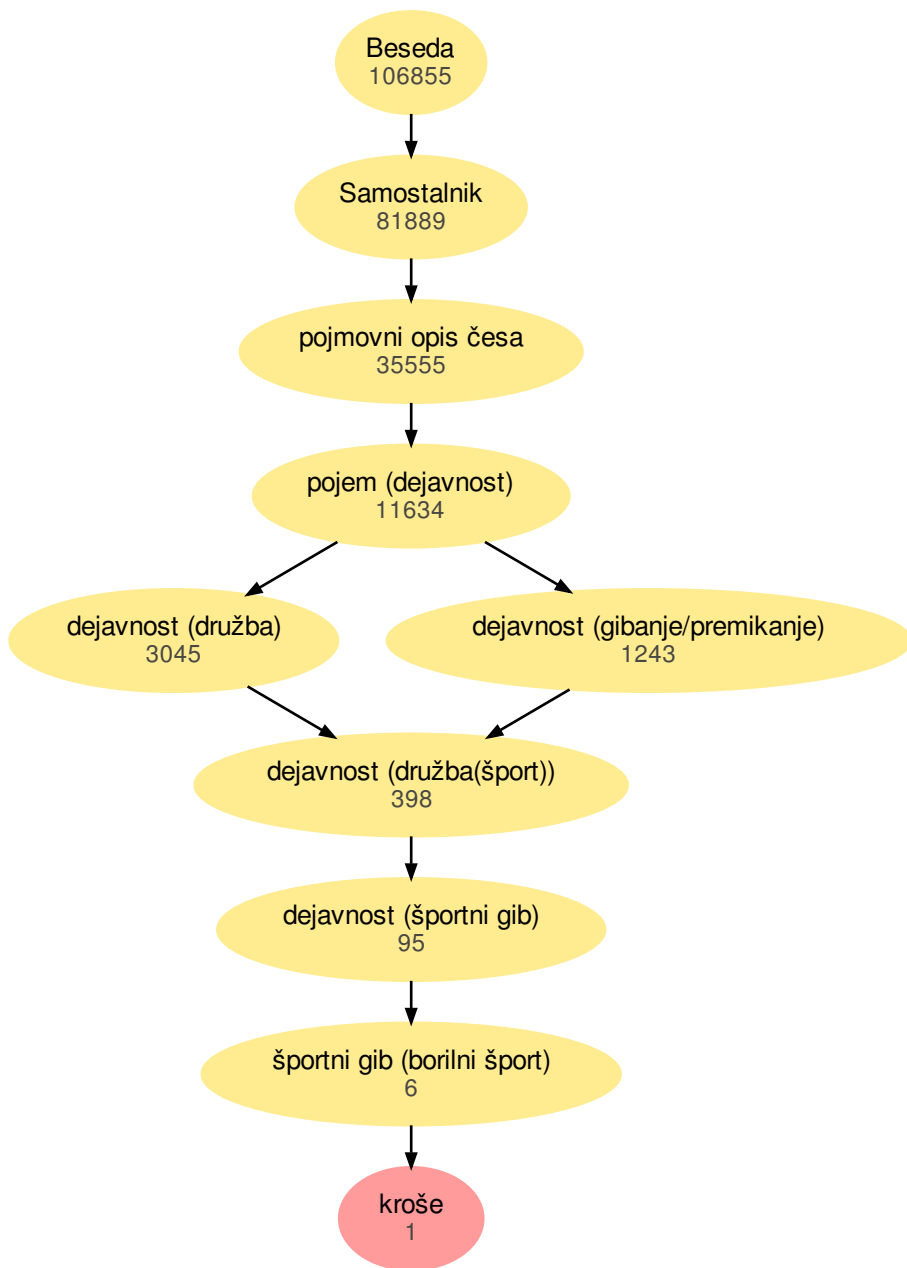 Beseda
106855
Samostalnik
81889
pojmovni opis česa
35555
pojem (dejavnost)
11634
dejavnost (družba)
3045
dejavnost (gibanje/premikanje)
1243
dejavnost (družba(šport))
398
dejavnost (športni gib)
95
športni gib (borilni šport)
6
kroše
1